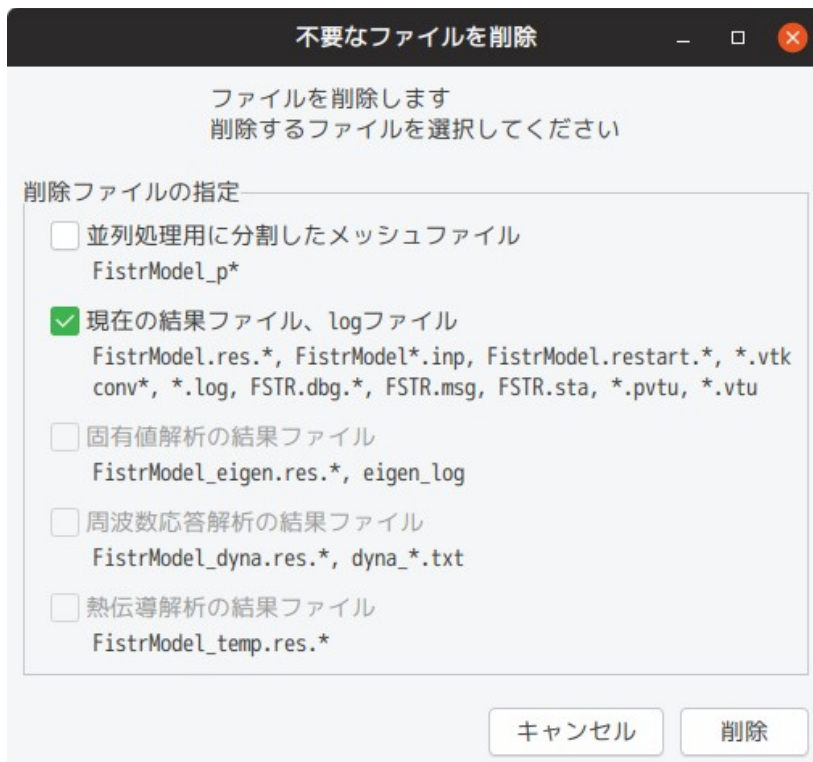 不要なファイルを削除
ファイルを削除します
削除するファイルを選択してください
削除ファイルの指定
並列処理用に分割したメッシュファイル
FistrModel_p*
現在の結果ファイル、logファイル
FistrModel.res.*, FistrModel*.inp, FistrModel.restart.*, *.vtk
conv*, *.log, FSTR.dbg.*, FSTR.msg, FSTR.sta, *.pvtu, *.vtu
固有値解析の結果ファイル
FistrModel_eigen.res.*, eigen_log
周波数応答解析の結果ファイル
FistrModel_dyna.res.*, dyna_*.txt
熱伝導解析の結果ファイル
FistrModel_temp.res.*
キャンセル
削除